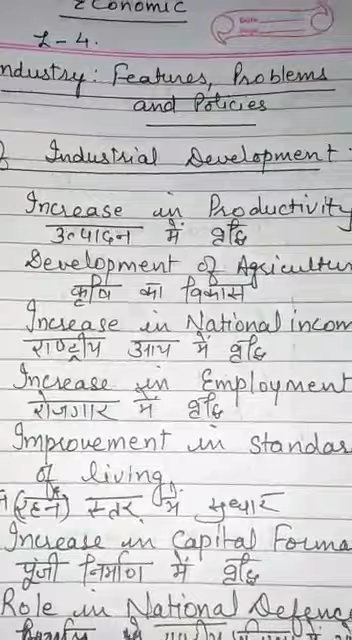 Economic
L-4.
ndustry: Features, Problems
and Policies
Industrial Development:
Increase in Productivity
उत्पादन में वृद्धि
Development of Agricultur
कृषि का विकास
Increase in National incom
राष्ट्रीय आय में वृद्धि
Increase in Employment
रोजगार में वृद्धि
Improvement in Standar
of living
(रहने) स्तर में सुधार
Increase in Capital Forma
पूंजी निर्माण में वृद्धि
Role in National Defenc